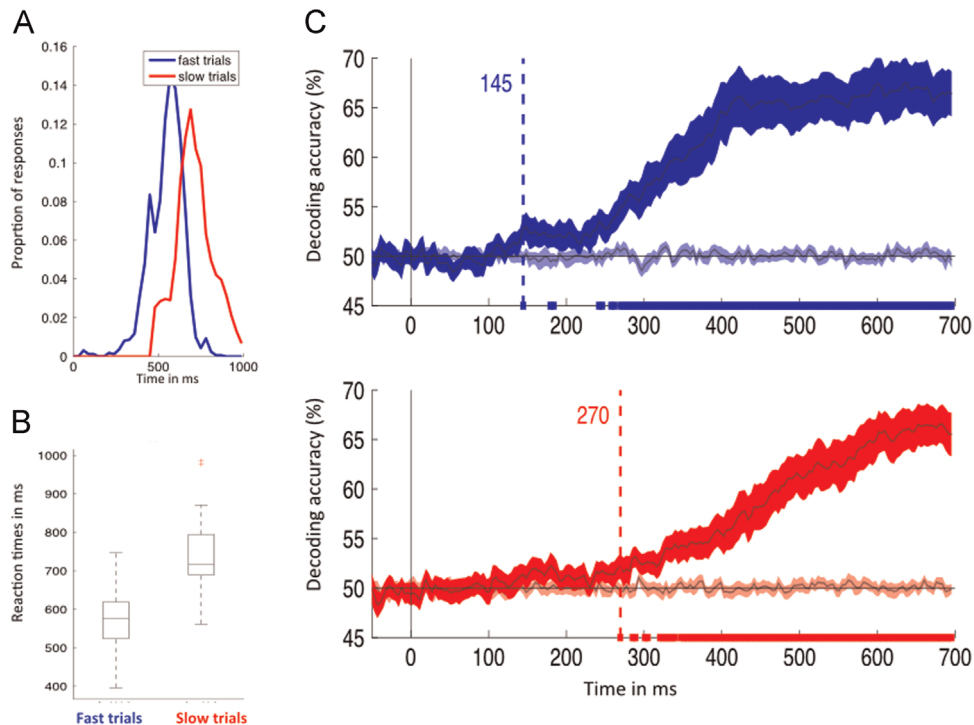 A
Proprtion of responses
0.16
0.14
0.12
0.1
0.08
0.06
0.04
0.02
0
fast trials
slow trials
0
500
1000
Time in ms
B
Reaction times in ms
1000
900
800
700
600
500
400
Fast trials
Slow trials
C
Decoding accuracy (%)
70
65
60
55
50
45
145
0 100 200 300 400 500 600 700
Decoding accuracy (%)
70
65
60
55
50
45
270
0 100 200 300 400 500 600 700
Time in ms